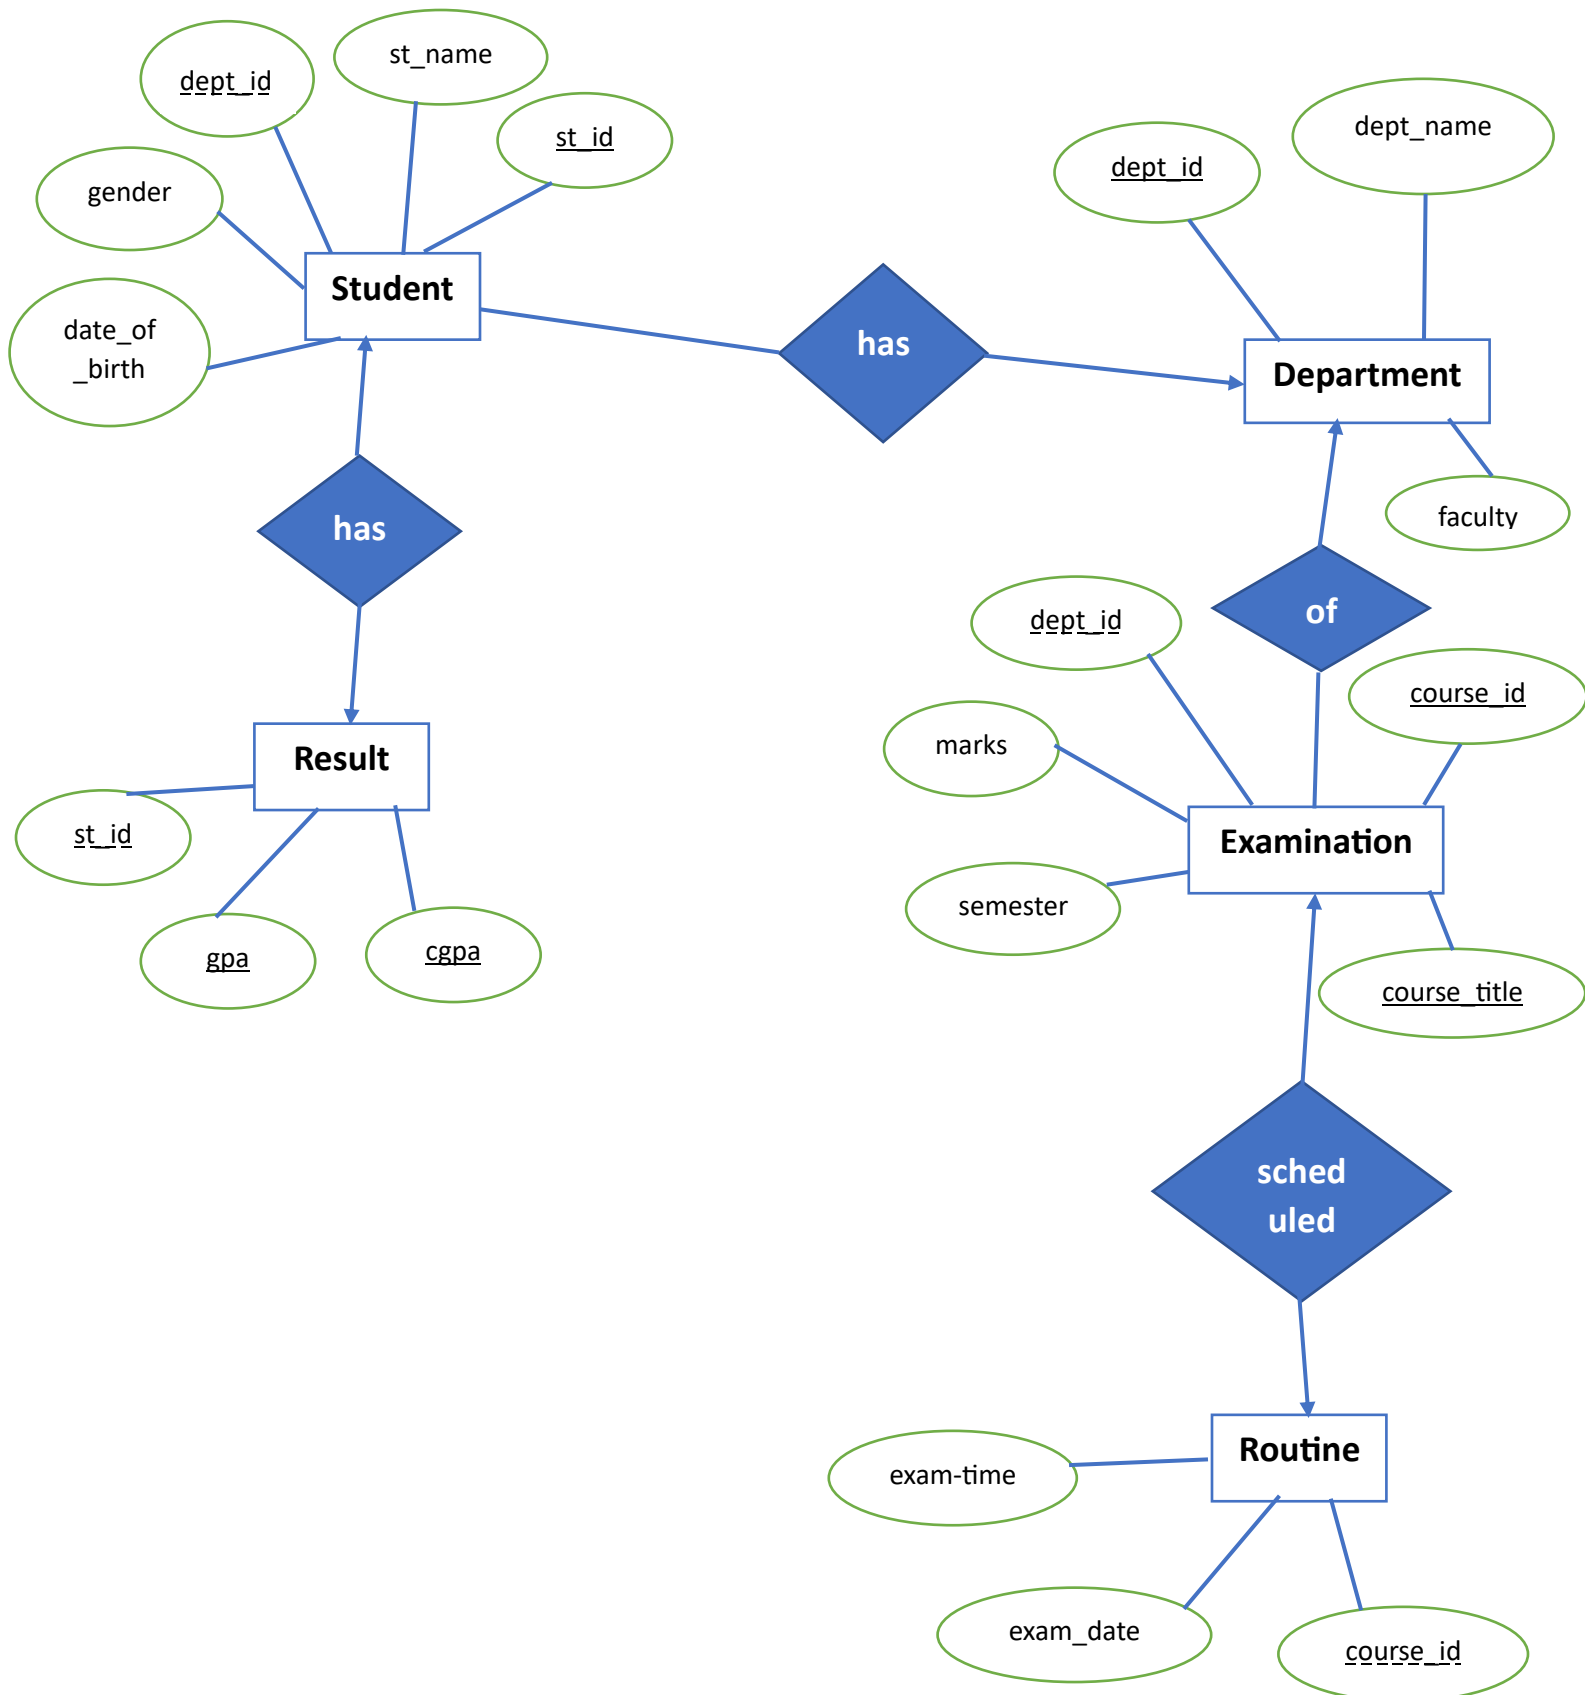 st_name
dept_id
st_id
gender
Student
date_of
_birth
has
dept_id
dept_name
Department
faculty
has
of
dept_id
course_id
marks
Examination
semester
course_title
Result
st_id
gpa
cgpa
sched
uled
Routine
exam-time
exam_date
course_id